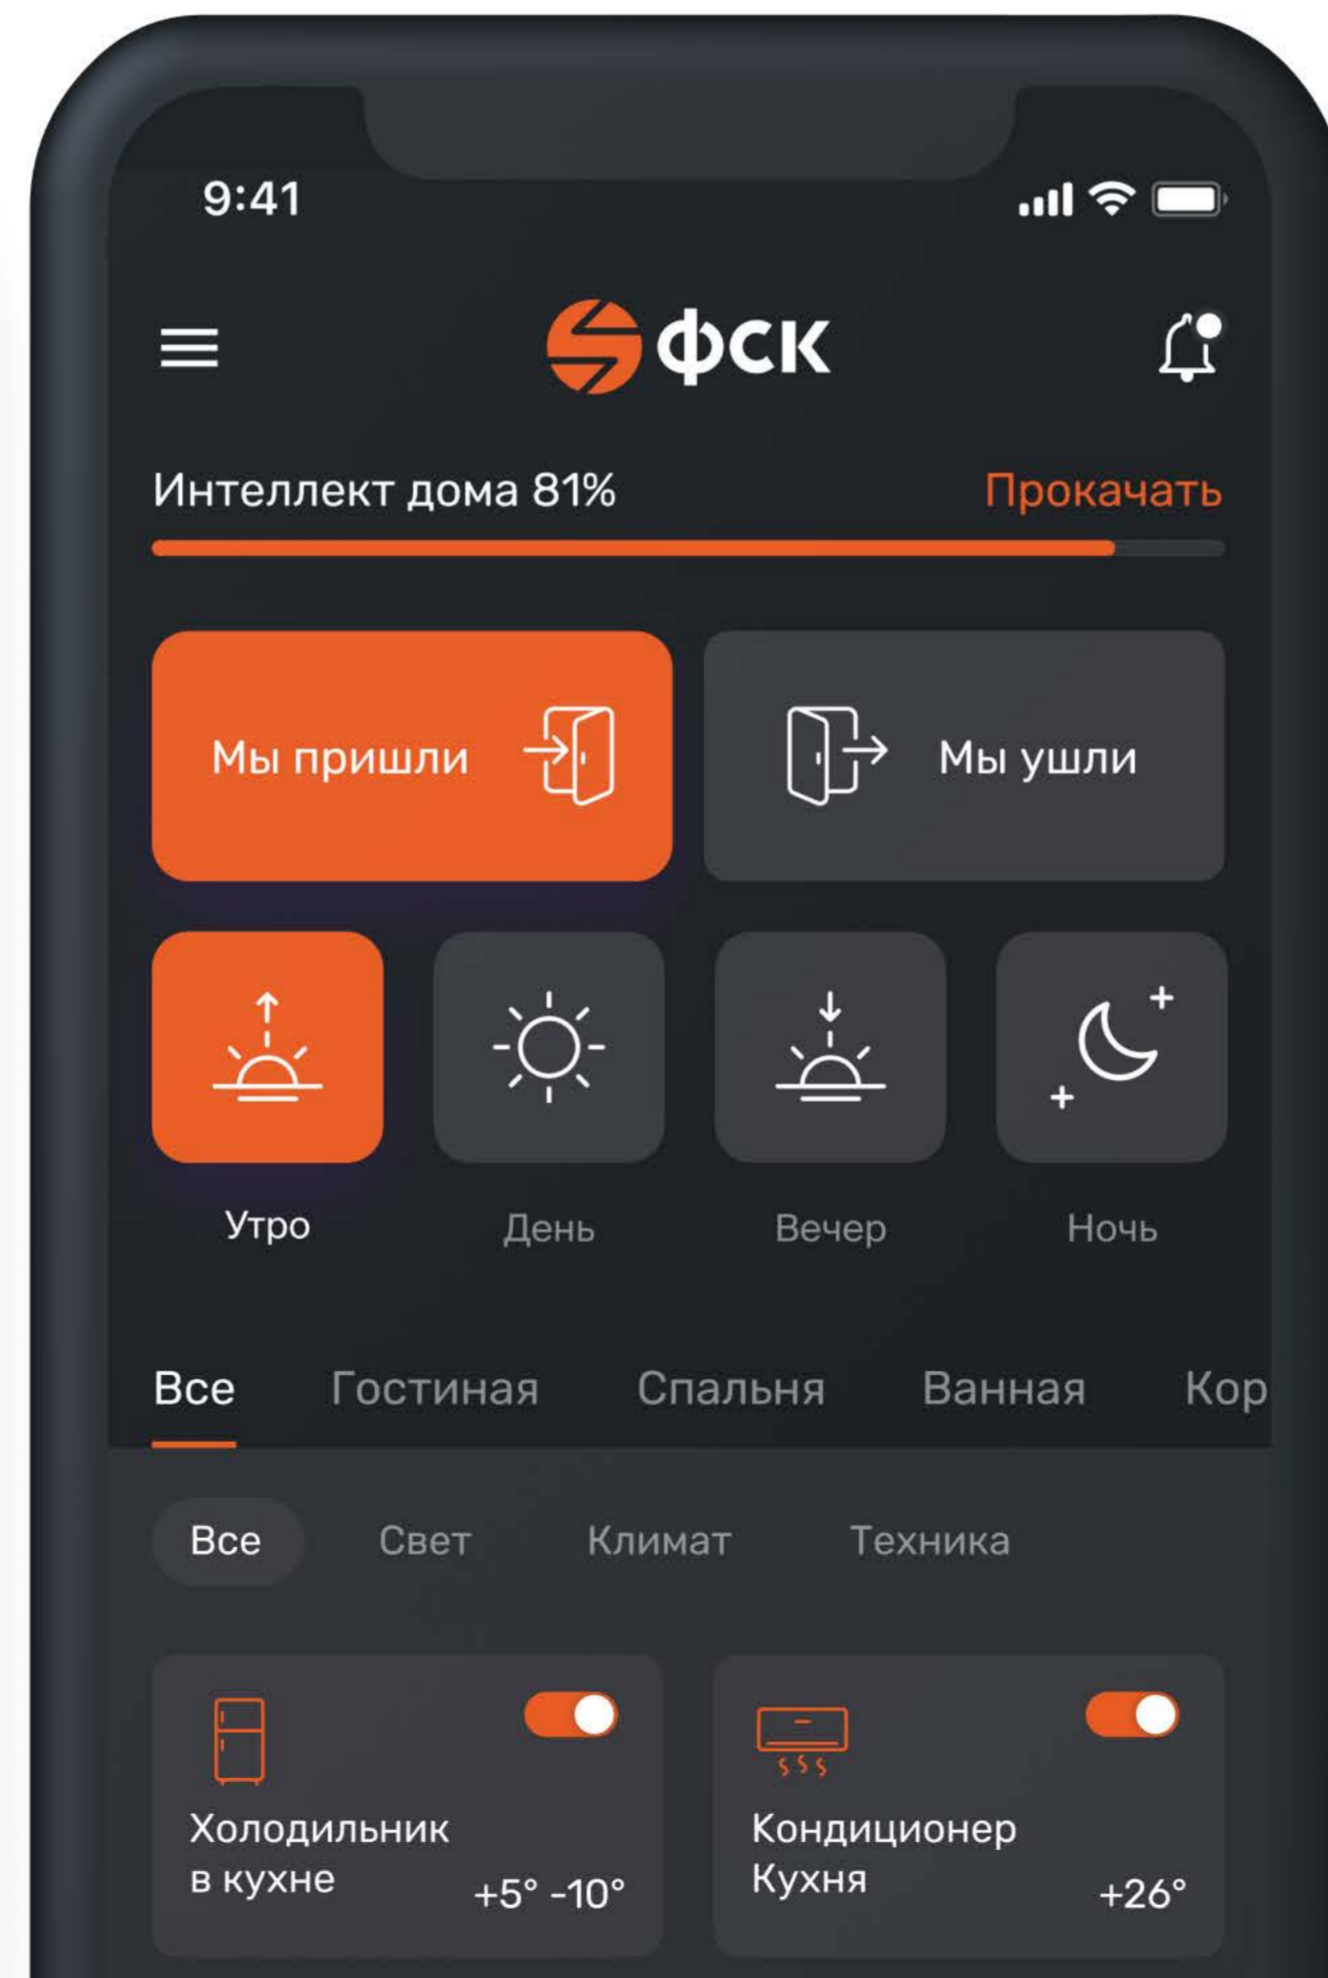 9:41
фск
Интеллект дома 81%
Прокачать
Мы пришли
Мы ушли
Утро
День
Вечер
Ночь
Все
Гостиная
Спальня
Ванная
Кор
Все
Свет
Климат
Техника
Холодильник
в кухне
+5° -10°
Кондиционер
Кухня
+26°